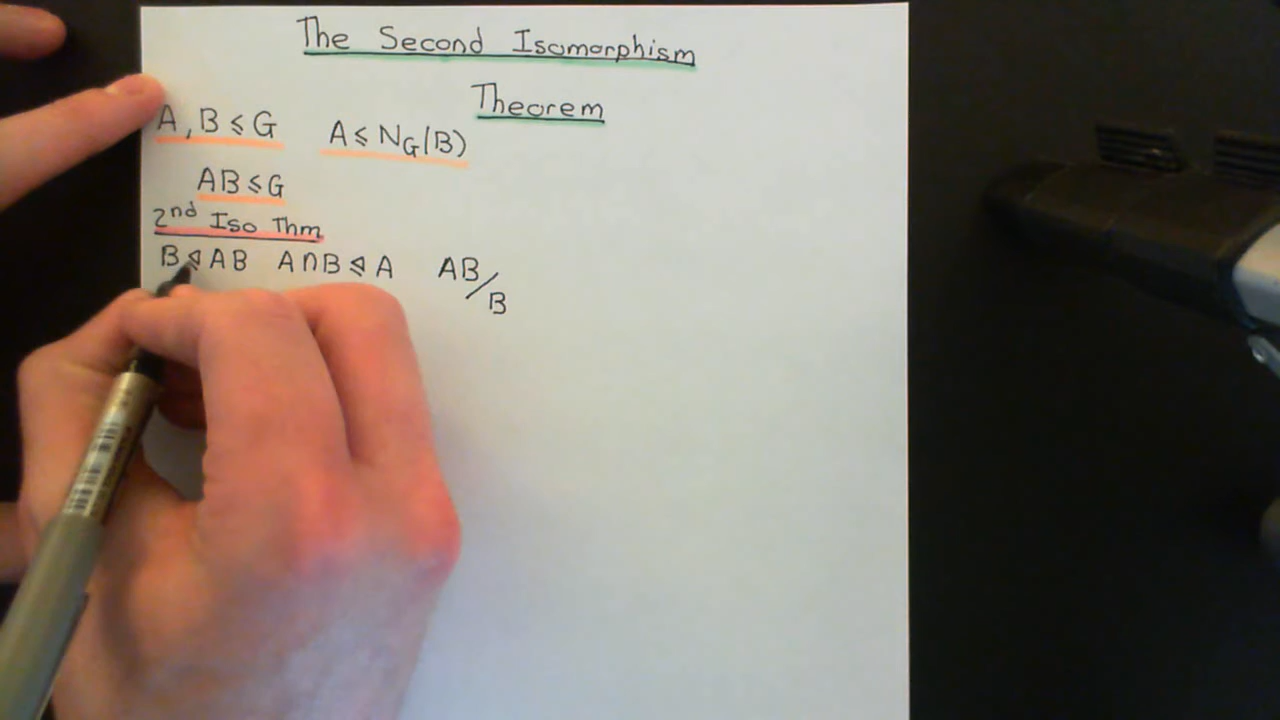 The Second Isomorphism
Theorem
A, B ≤ G A ≤ N_G(B)
AB ≤ G
2nd Iso Thm
B ⊲ AB A∩B ⊲ A AB/B